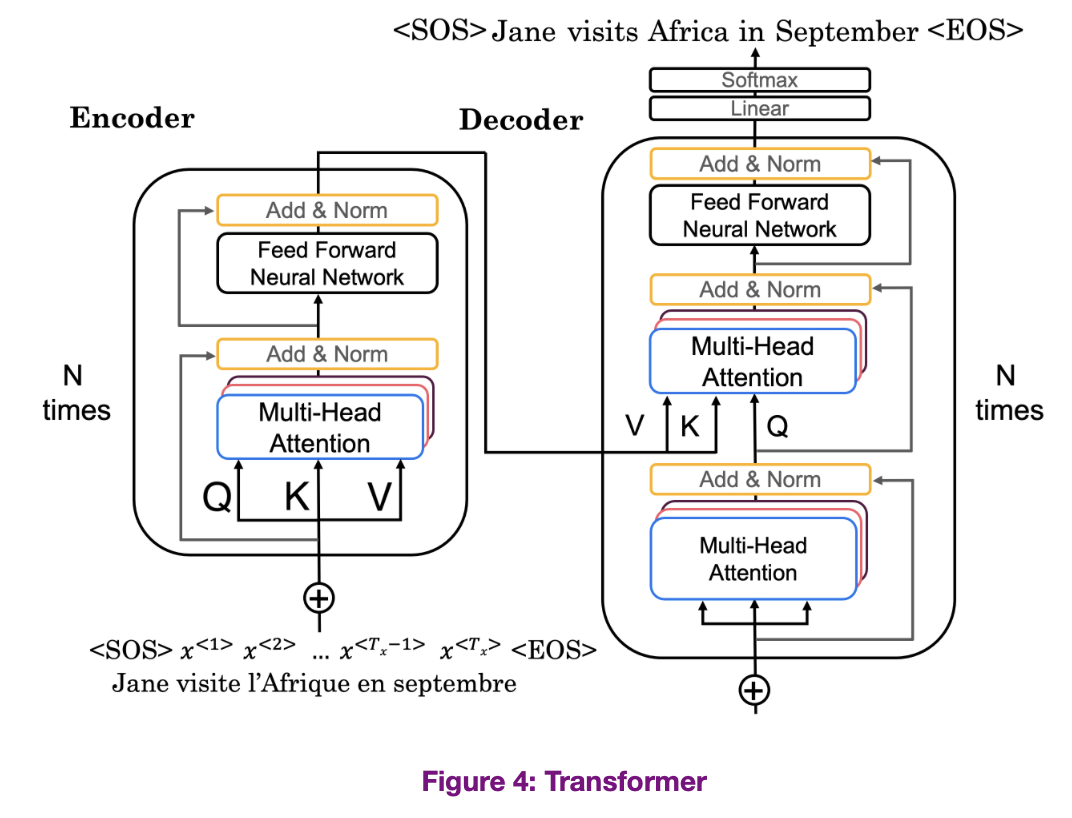 <SOS> Jane visits Africa in September <EOS>
Encoder
Add & Norm
Feed Forward
Neural Network
Add & Norm
Multi-Head
Attention
Q K V
N
times
<SOS> x^{<1>} x^{<2>} ... x^{<T_x-1>} x^{<T_x>} <EOS>
Jane visite l'Afrique en septembre
Decoder
Softmax
Linear
Add & Norm
Feed Forward
Neural Network
Add & Norm
Multi-Head
Attention
V K Q
Add & Norm
Multi-Head
Attention
N
times
Figure 4: Transformer